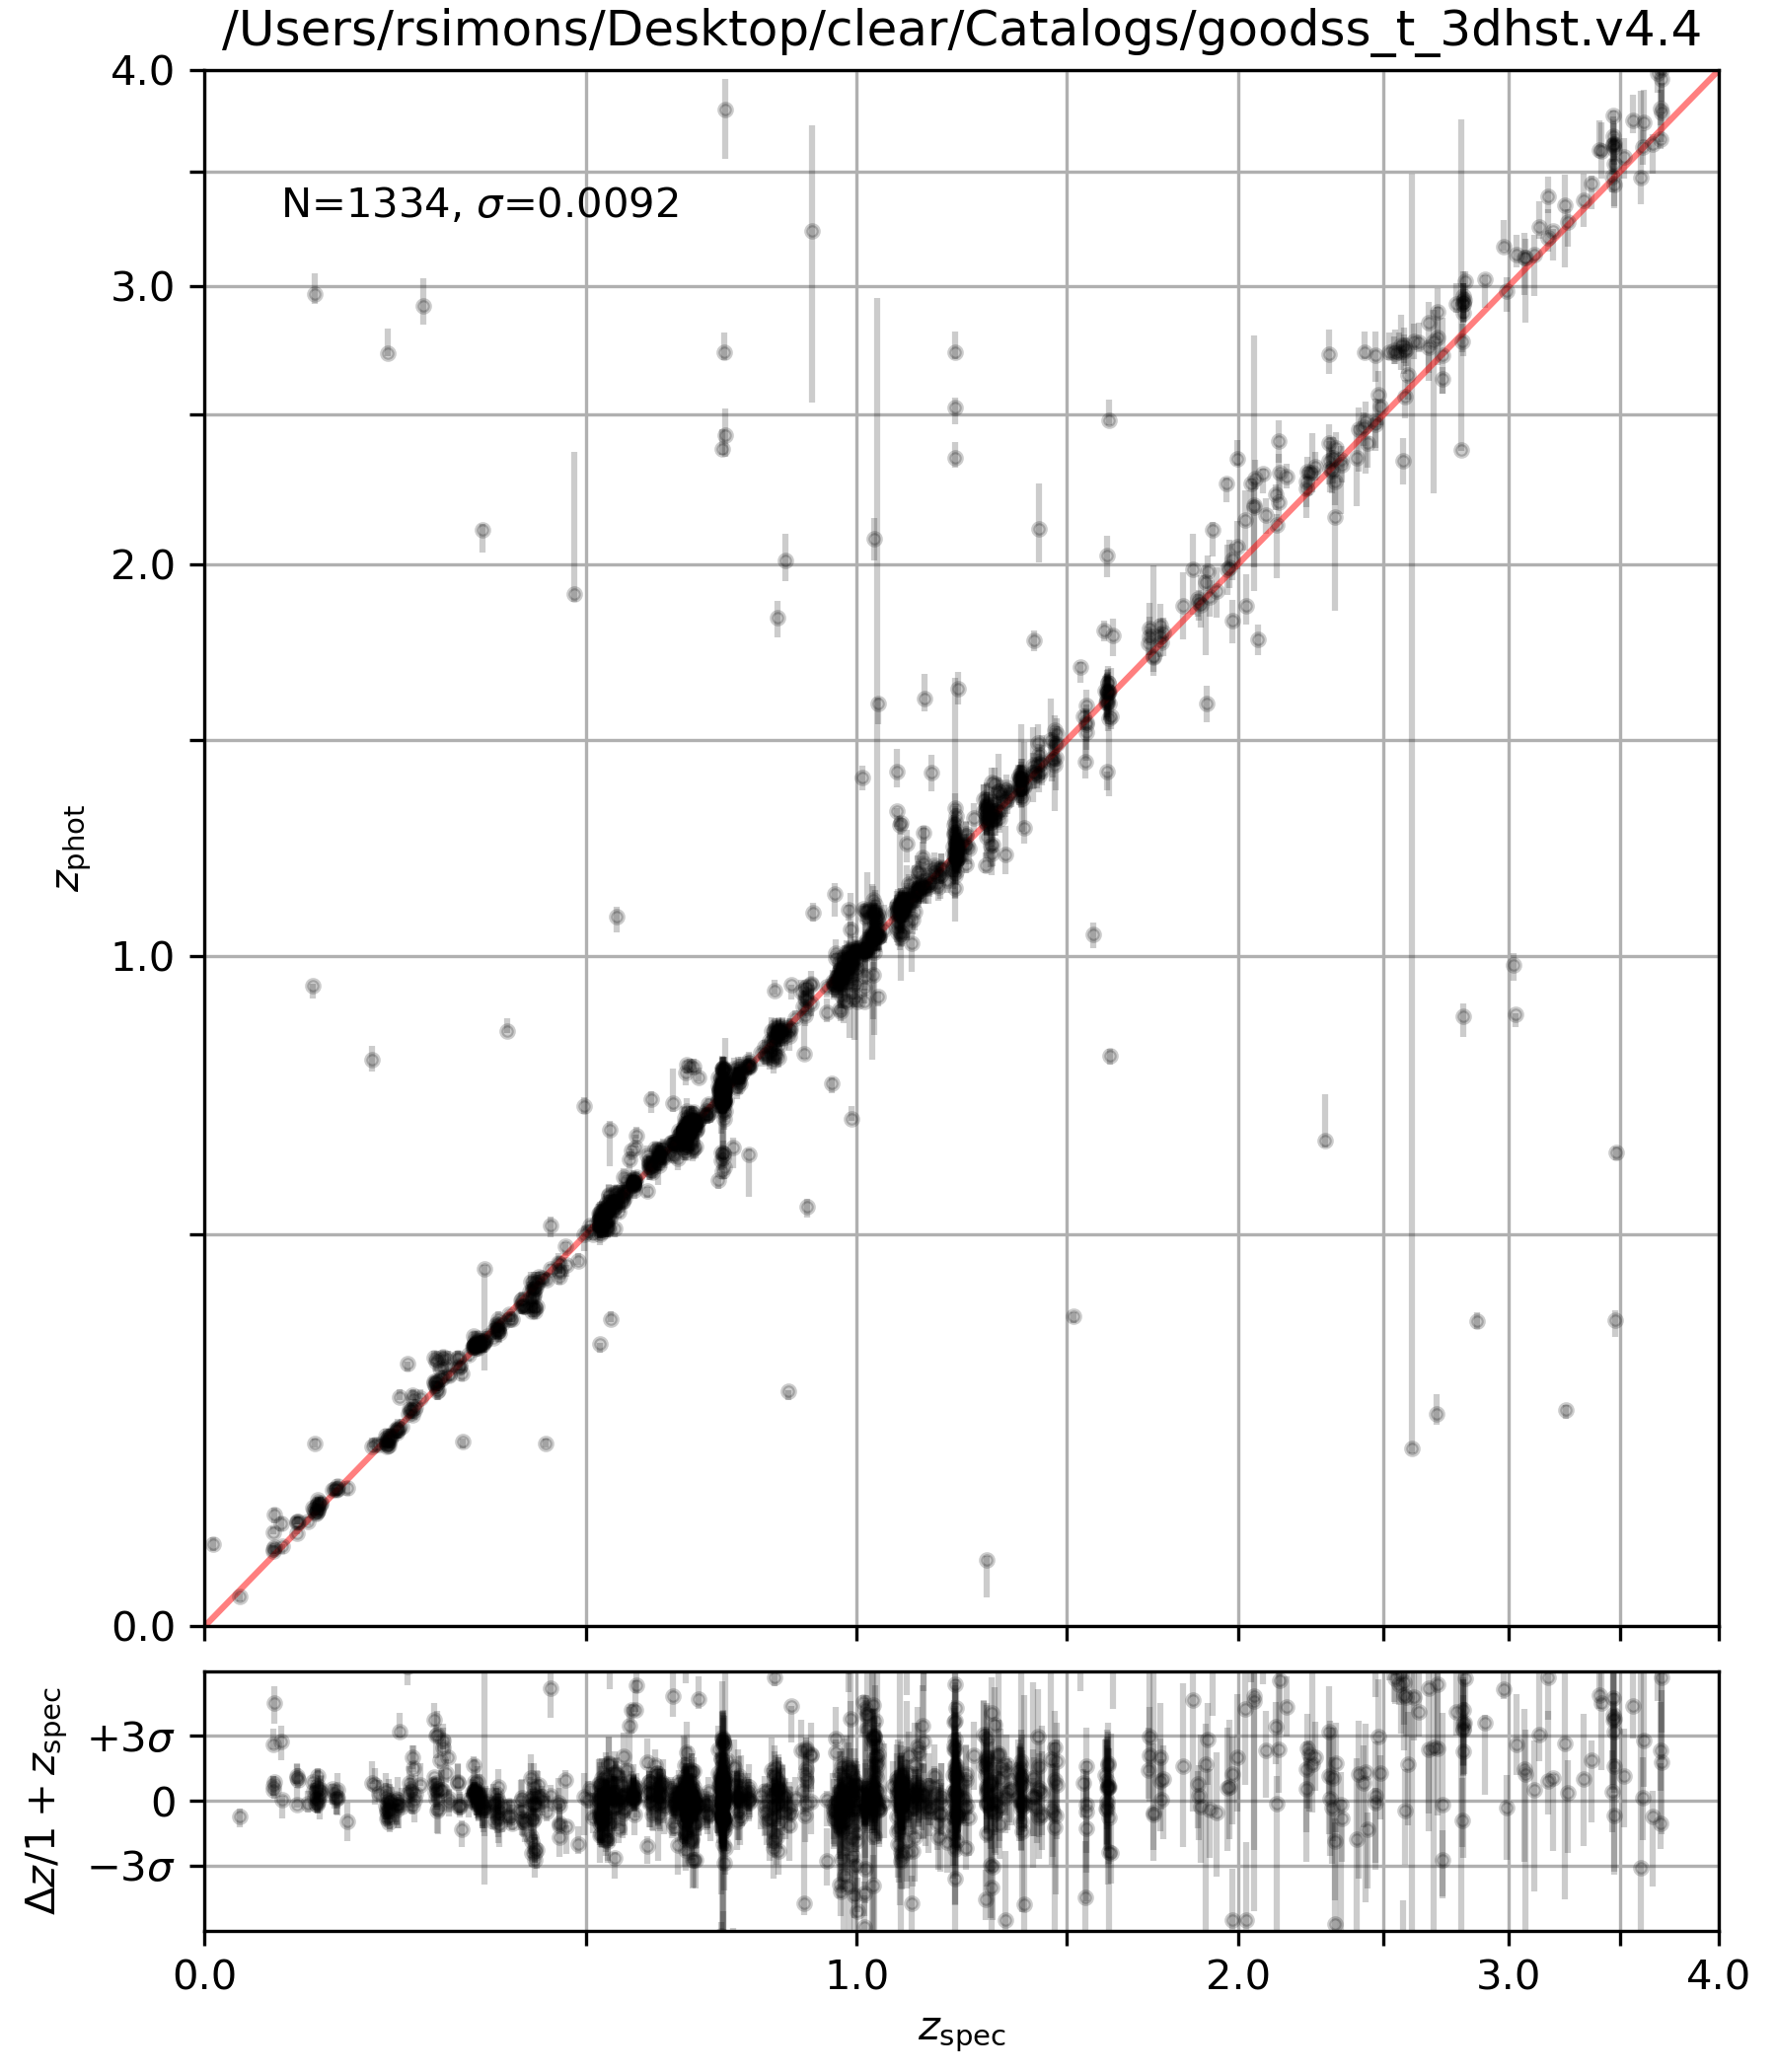 /Users/rsimons/Desktop/clear/Catalogs/goodss_t_3dhst.v4.4
4.0
N=1334, σ=0.0092
3.0
2.0
z_phot
1.0
0.0
Δz/1 + z_spec
+3σ
0
−3σ
0.0 1.0 2.0 3.0 4.0
z_spec